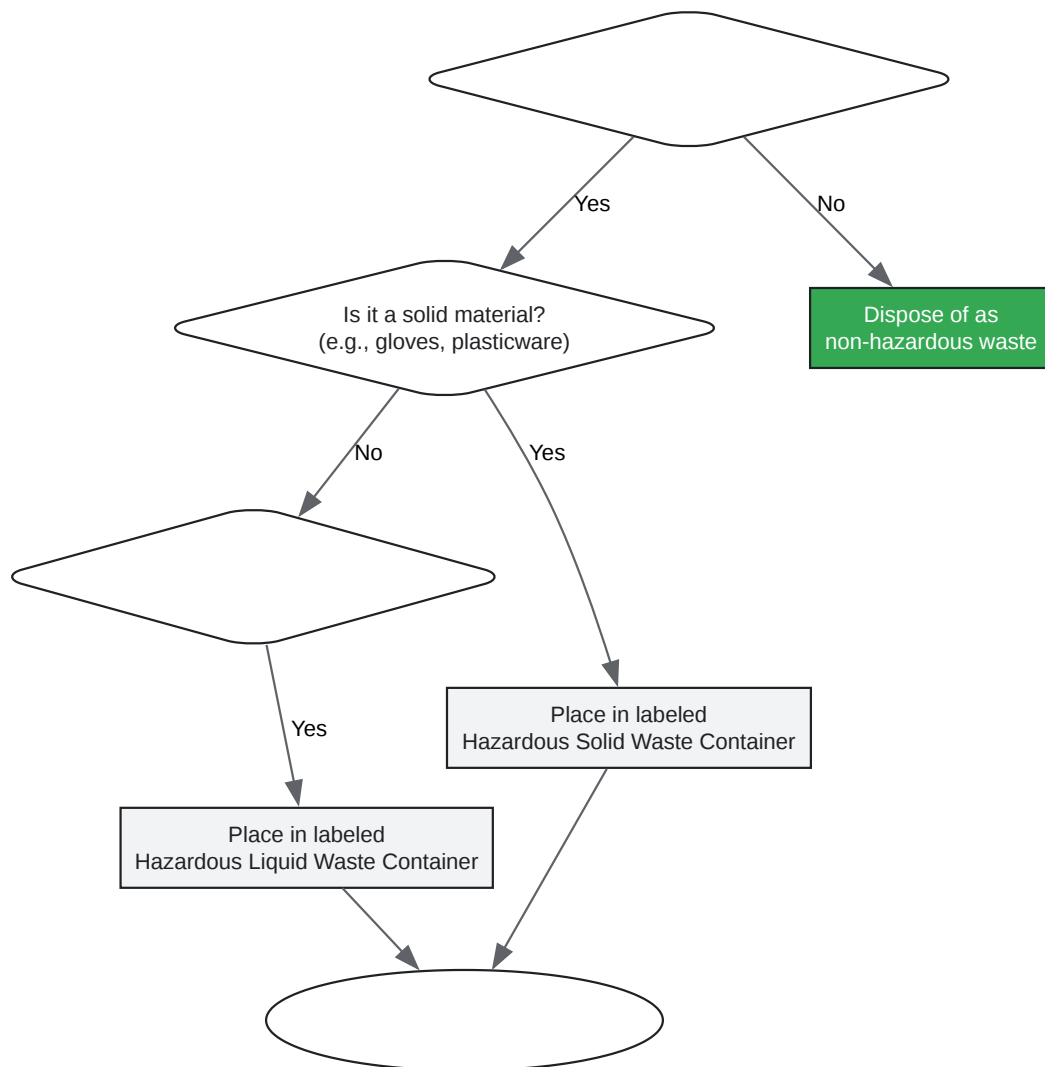 Yes
No
Is it a solid material?
(e.g., gloves, plasticware)
Dispose of as
non-hazardous waste
No
Yes
Place in labeled
Hazardous Solid Waste Container
Yes
Place in labeled
Hazardous Liquid Waste Container